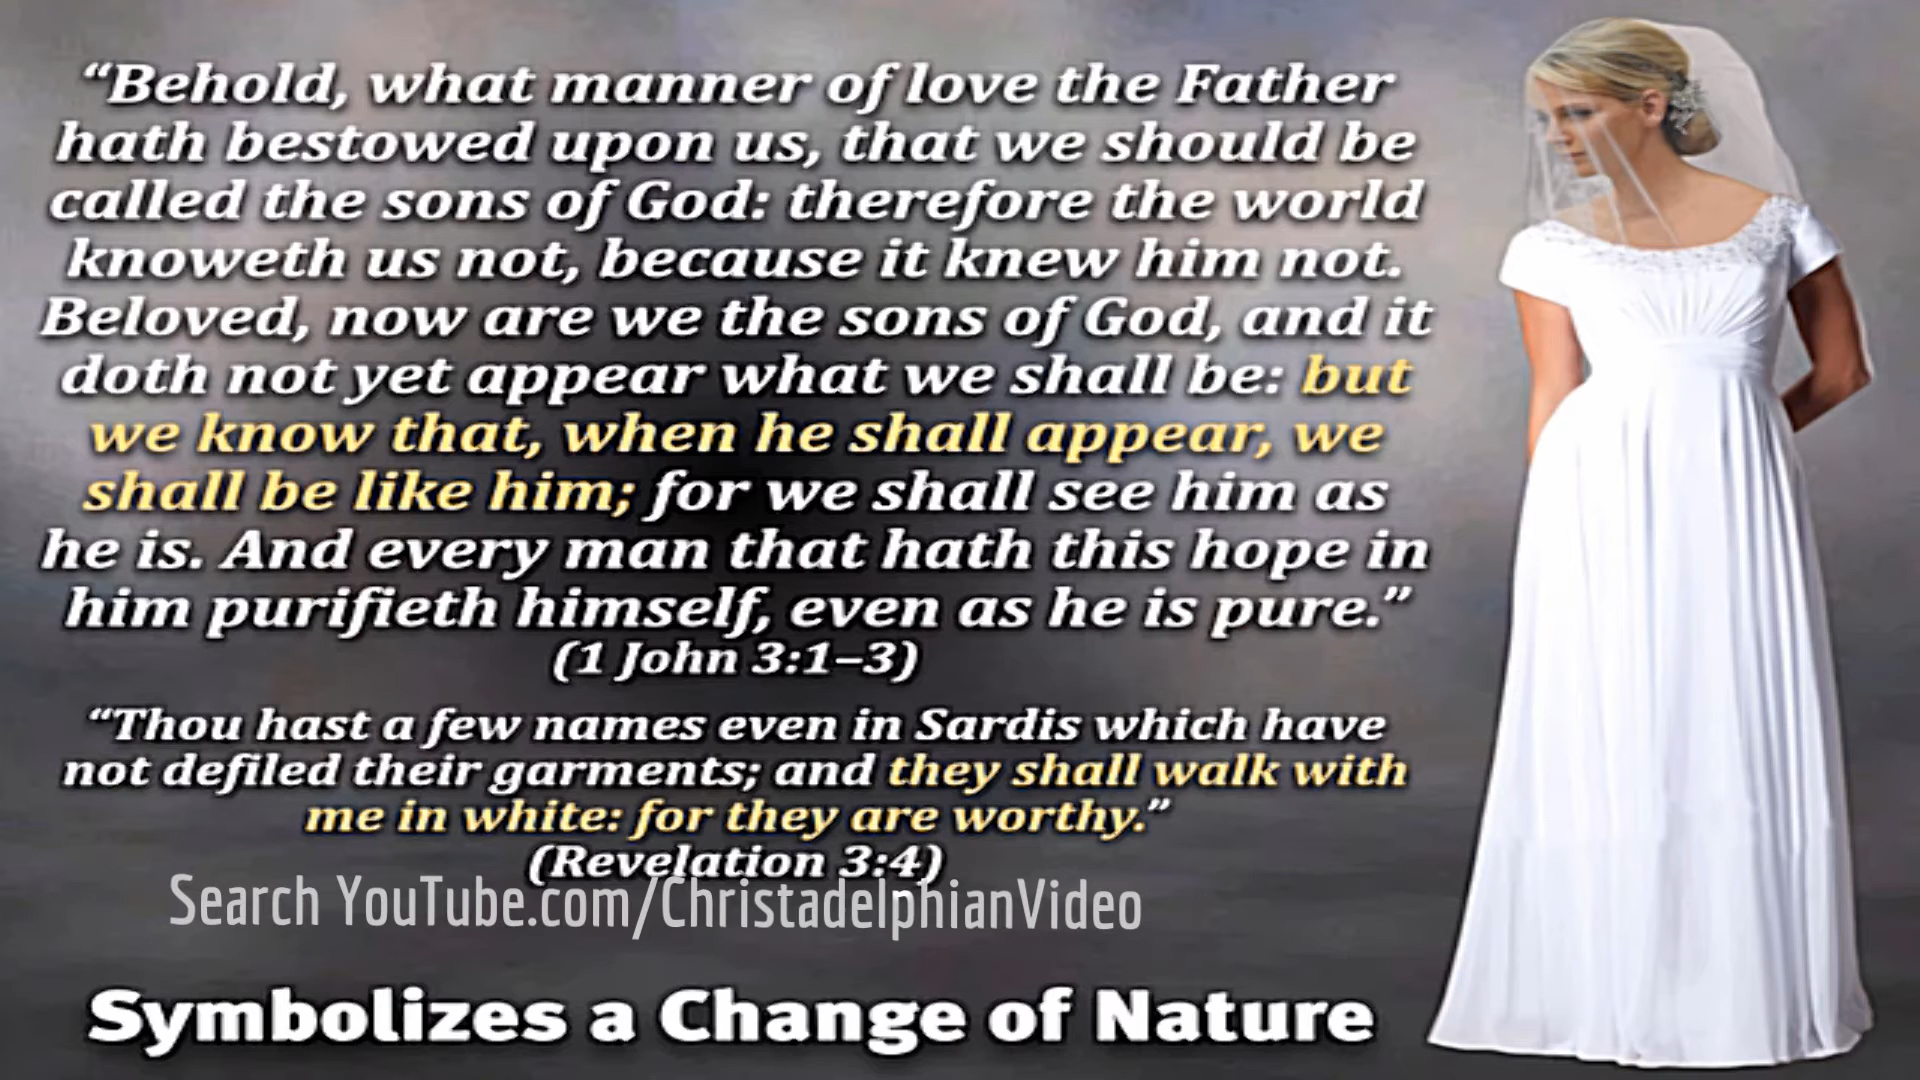 “Behold, what manner of love the Father
hath bestowed upon us, that we should be
called the sons of God: therefore the world
knoweth us not, because it knew him not.
Beloved, now are we the sons of God, and it
doth not yet appear what we shall be: but
we know that, when he shall appear, we
shall be like him; for we shall see him as
he is. And every man that hath this hope in
him purifieth himself, even as he is pure.”
(1 John 3:1–3)
“Thou hast a few names even in Sardis which have
not defiled their garments; and they shall walk with
me in white: for they are worthy.”
(Revelation 3:4)
Search YouTube.com/ChristadelphianVideo
Symbolizes a Change of Nature